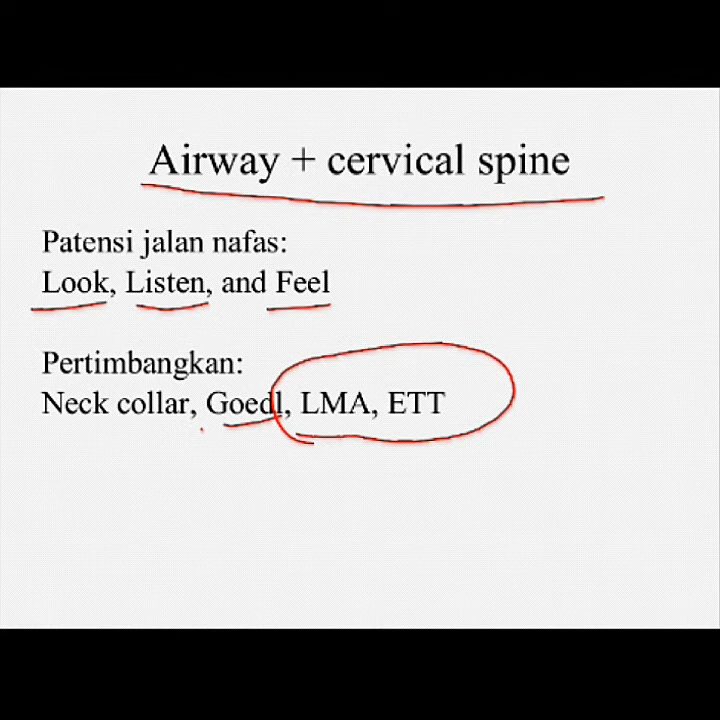 Airway + cervical spine
Patensi jalan nafas:
Look, Listen, and Feel
Pertimbangkan:
Neck collar, Goedl, LMA, ETT